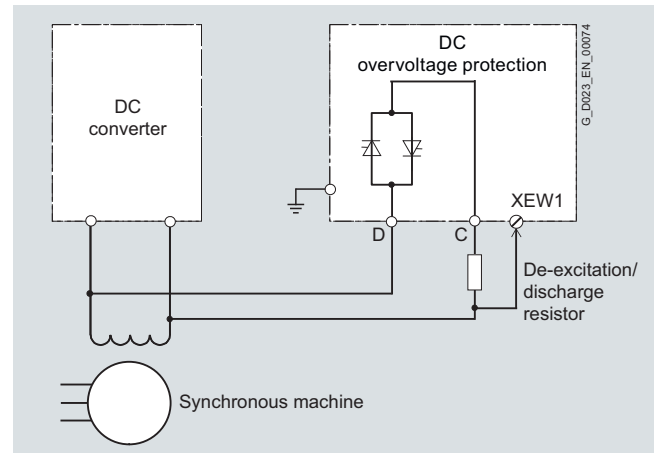 DC
converter
DC
overvoltage protection
G_D023_EN_00074
XEW1
D
C
De-excitation/
discharge
resistor
Synchronous machine